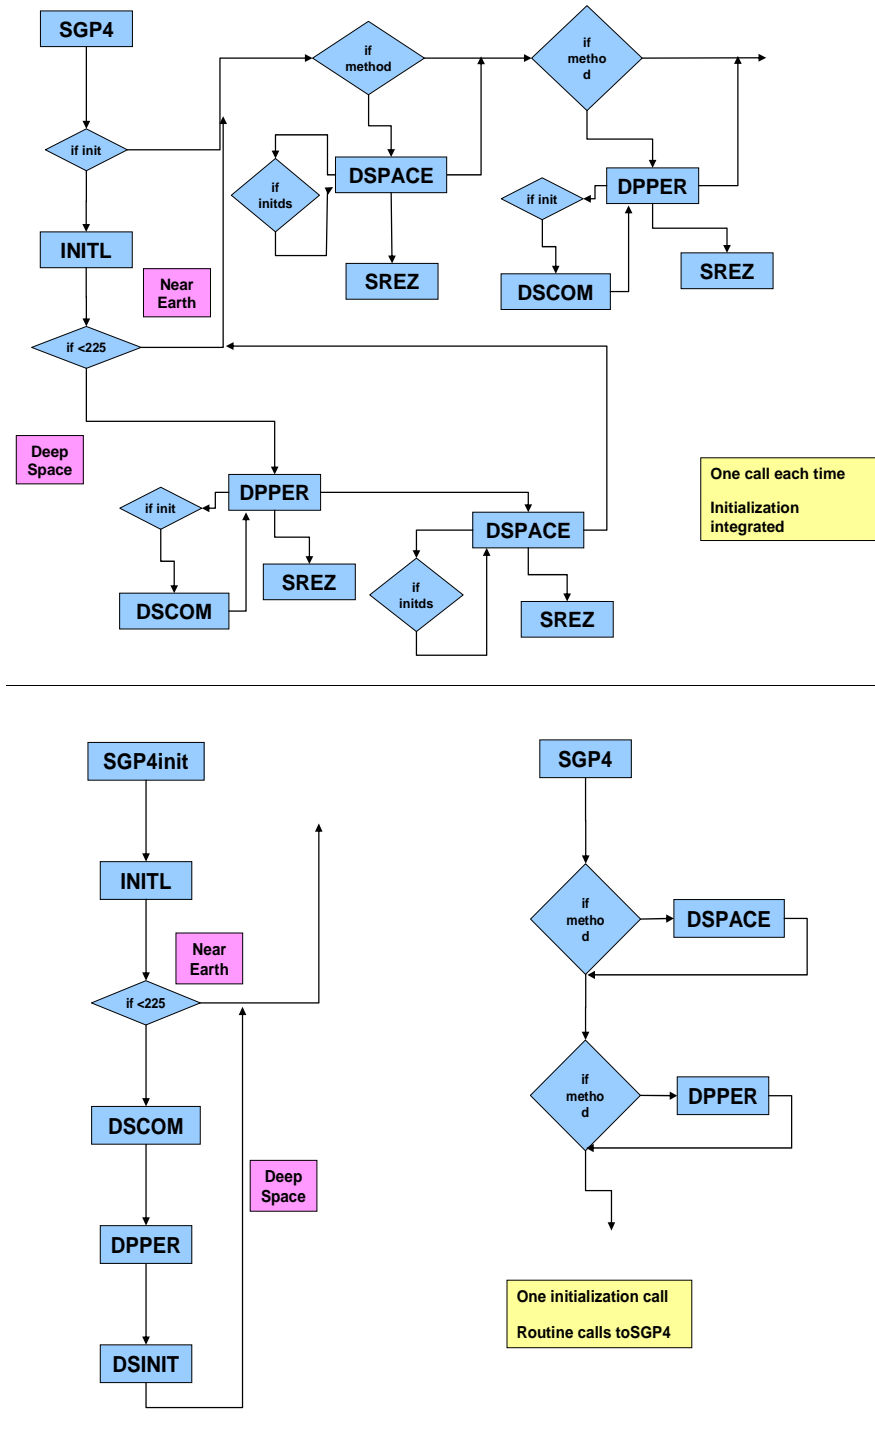 SGP4
if
method
if
metho
d
if init
DSPACE
if
initds
DPPER
if init
INITL
SREZ
SREZ
DSCOM
Near
Earth
if <225
Deep
Space
One call each time
Initialization
integrated
DPPER
if init
DSPACE
SREZ
if
initds
DSCOM
SREZ
SGP4init
INITL
Near
Earth
if <225
DSCOM
Deep
Space
DPPER
DSINIT
SGP4
if
metho
d
DSPACE
if
metho
d
DPPER
One initialization call
Routine calls toSGP4